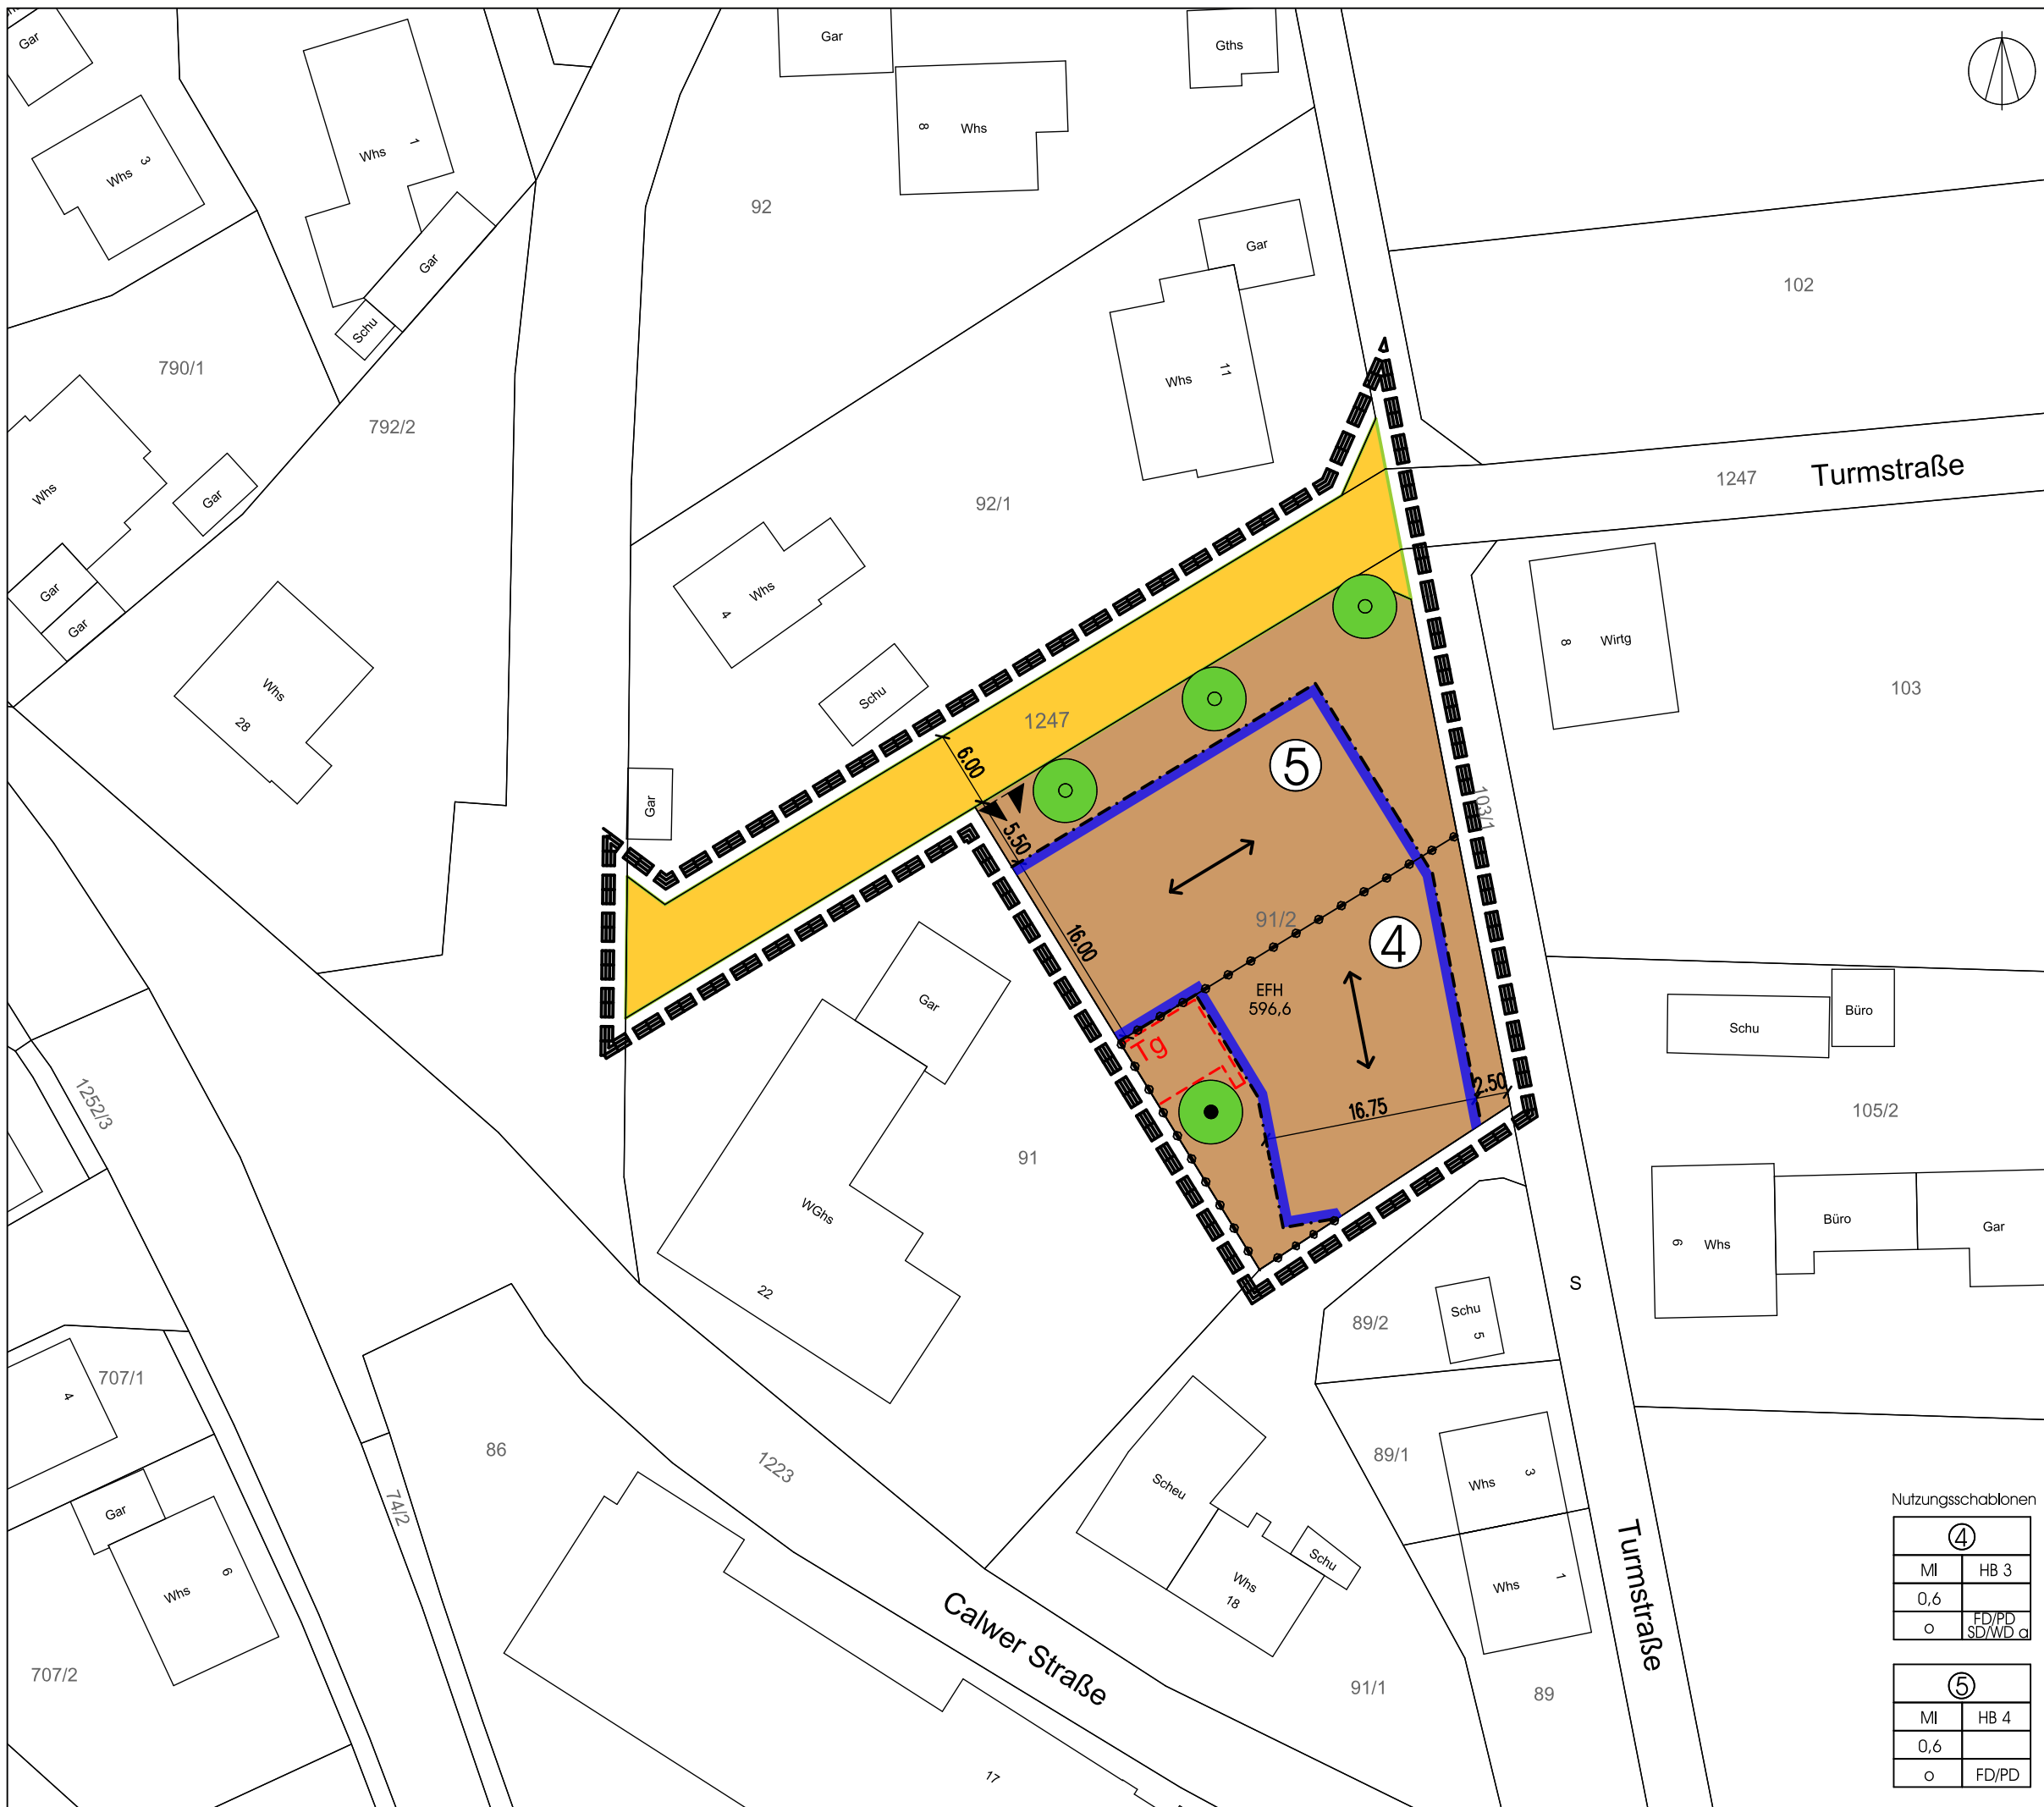 Gar
Gar
Gths
Whs 3
Whs 1
8 Whs
92
Gar
Gar
102
Schu
790/1
Whs 11
792/2
Whs
Gar
92/1
1247
Turmstraße
Gar
Gar
4 Whs
8 Wirtg
Whs
28
Schu
103
1247
6.00
5
Gar
5.50
103/1
91/2
16.00
4
Gar
EFH
596,6
Büro
Schu
Tg
2.50
16.75
1252/3
105/2
91
WGhs
22
Büro
Gar
6 Whs
S
Schu
5
89/2
707/1
4
86
1223
89/1
Whs 3
Scheu
74/2
Gar
Whs 6
Schu
Whs
18
Whs 1
Turmstraße
Calwer Straße
707/2
91/1
89
17
Nutzungsschablonen
4
MI HB 3
0,6
o FD/PD
SD/WD a
5
MI HB 4
0,6
o FD/PD